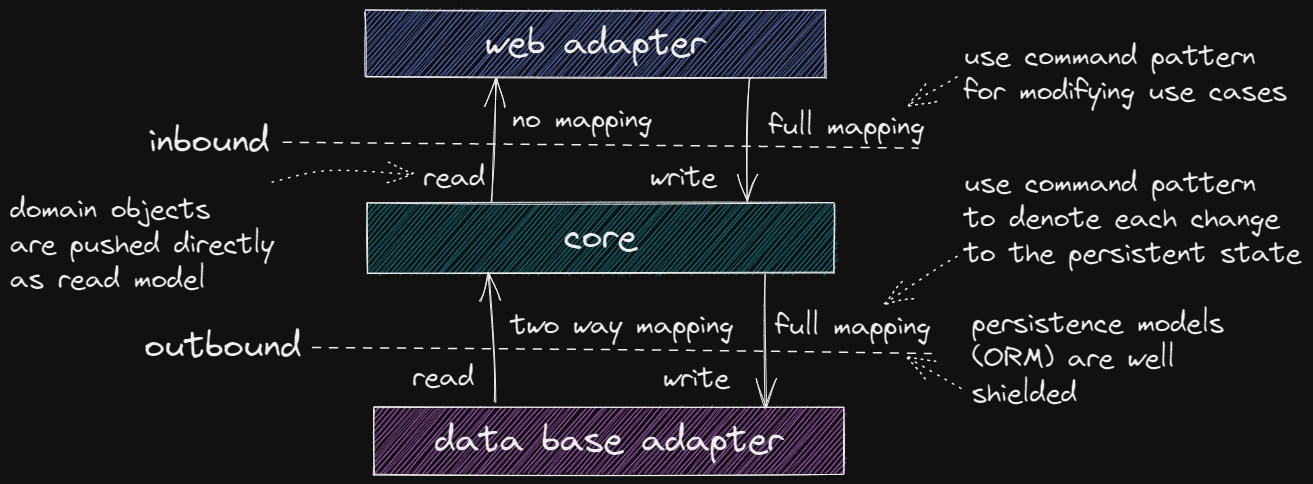 web adapter
use command pattern
for modifying use cases
no mapping
full mapping
inbound
read
write
domain objects
are pushed directly
as read model
core
use command pattern
to denote each change
to the persistent state
two way mapping
full mapping
outbound
read
write
persistence models
(ORM) are well
shielded
data base adapter